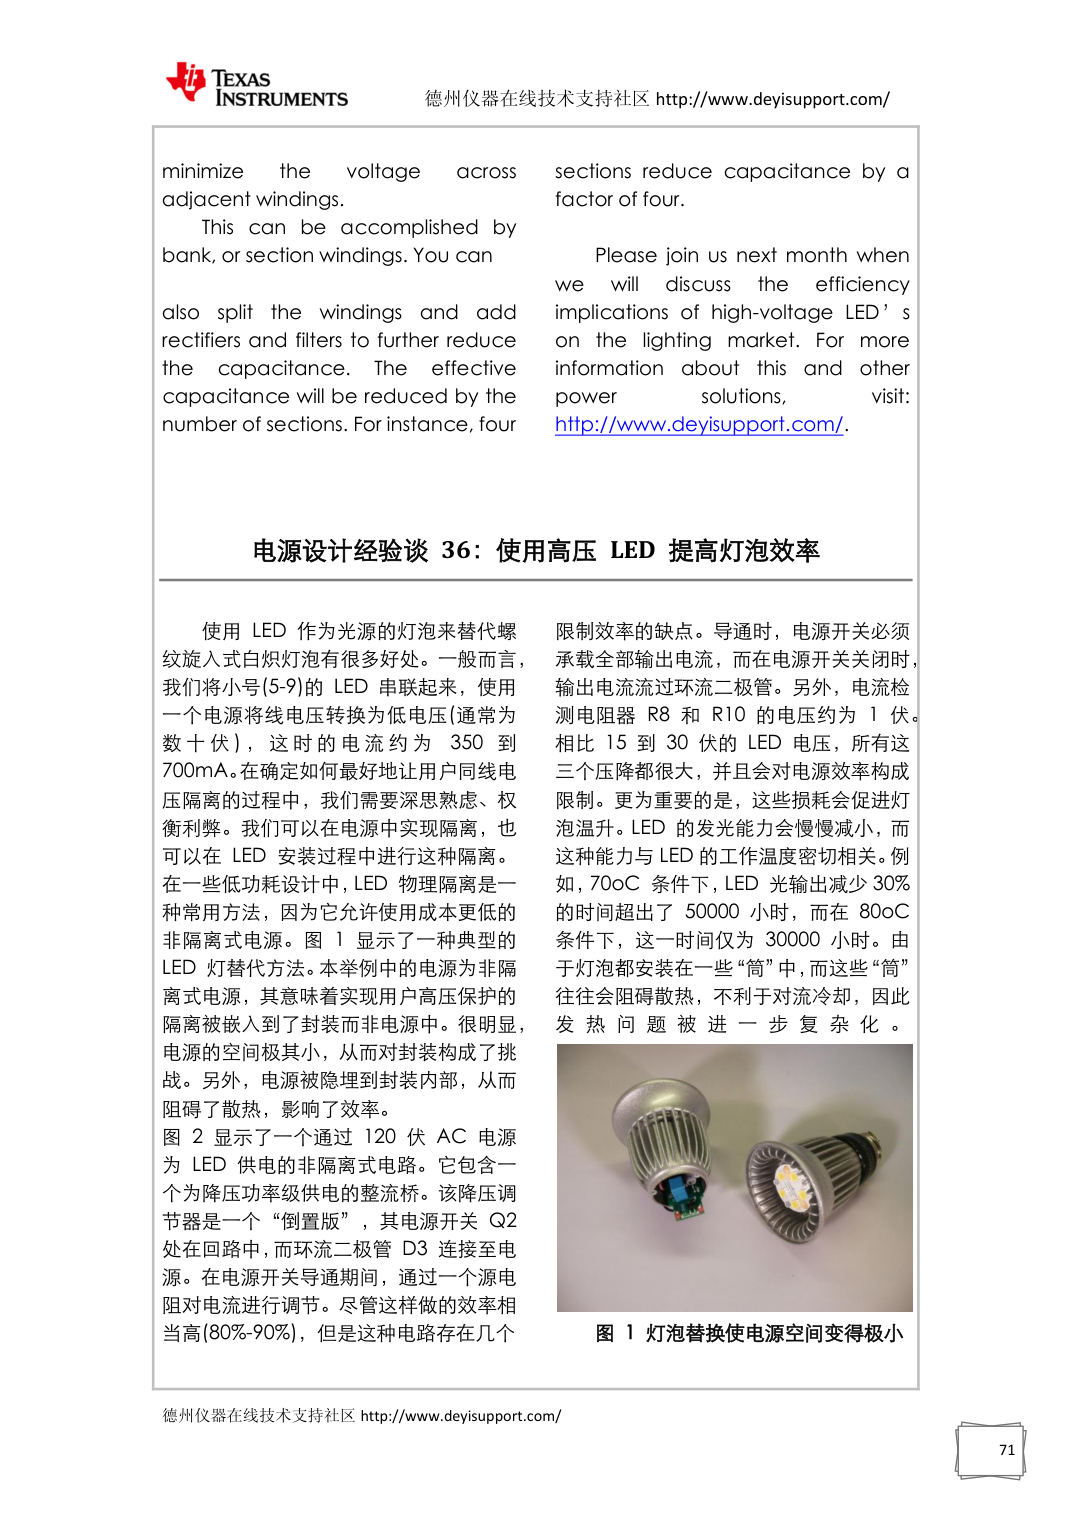 TEXAS
INSTRUMENTS
德州仪器在线技术支持社区 http://www.deyisupport.com/
minimize the voltage across
adjacent windings.
This can be accomplished by
bank, or section windings. You can
also split the windings and add
rectifiers and filters to further reduce
the capacitance. The effective
capacitance will be reduced by the
number of sections. For instance, four
sections reduce capacitance by a
factor of four.
Please join us next month when
we will discuss the efficiency
implications of high-voltage LED’s
on the lighting market. For more
information about this and other
power solutions, visit:
http://www.deyisupport.com/.
电源设计经验谈 36：使用高压 LED 提高灯泡效率
使用 LED 作为光源的灯泡来替代螺
纹旋入式白炽灯泡有很多好处。一般而言，
我们将小号(5-9)的 LED 串联起来，使用
一个电源将线电压转换为低电压(通常为
数十伏)，这时的电流约为 350 到
700mA。在确定如何最好地让用户同线电
压隔离的过程中，我们需要深思熟虑、权
衡利弊。我们可以在电源中实现隔离，也
可以在 LED 安装过程中进行这种隔离。
在一些低功耗设计中，LED 物理隔离是一
种常用方法，因为它允许使用成本更低的
非隔离式电源。图 1 显示了一种典型的
LED 灯替代方法。本举例中的电源为非隔
离式电源，其意味着实现用户高压保护的
隔离被嵌入到了封装而非电源中。很明显，
电源的空间极其小，从而对封装构成了挑
战。另外，电源被隐埋到封装内部，从而
阻碍了散热，影响了效率。
图 2 显示了一个通过 120 伏 AC 电源
为 LED 供电的非隔离式电路。它包含一
个为降压功率级供电的整流桥。该降压调
节器是一个“倒置版”，其电源开关 Q2
处在回路中，而环流二极管 D3 连接至电
源。在电源开关导通期间，通过一个源电
阻对电流进行调节。尽管这样做的效率相
当高(80%-90%)，但是这种电路存在几个
限制效率的缺点。导通时，电源开关必须
承载全部输出电流，而在电源开关关闭时，
输出电流流过环流二极管。另外，电流检
测电阻器 R8 和 R10 的电压约为 1 伏。
相比 15 到 30 伏的 LED 电压，所有这
三个压降都很大，并且会对电源效率构成
限制。更为重要的是，这些损耗会促进灯
泡温升。LED 的发光能力会慢慢减小，而
这种能力与 LED 的工作温度密切相关。例
如，70oC 条件下，LED 光输出减少 30%
的时间超出了 50000 小时，而在 80oC
条件下，这一时间仅为 30000 小时。由
于灯泡都安装在一些“筒”中，而这些“筒”
往往会阻碍散热，不利于对流冷却，因此
发热问题被进一步复杂化。
图 1 灯泡替换使电源空间变得极小
德州仪器在线技术支持社区 http://www.deyisupport.com/
71